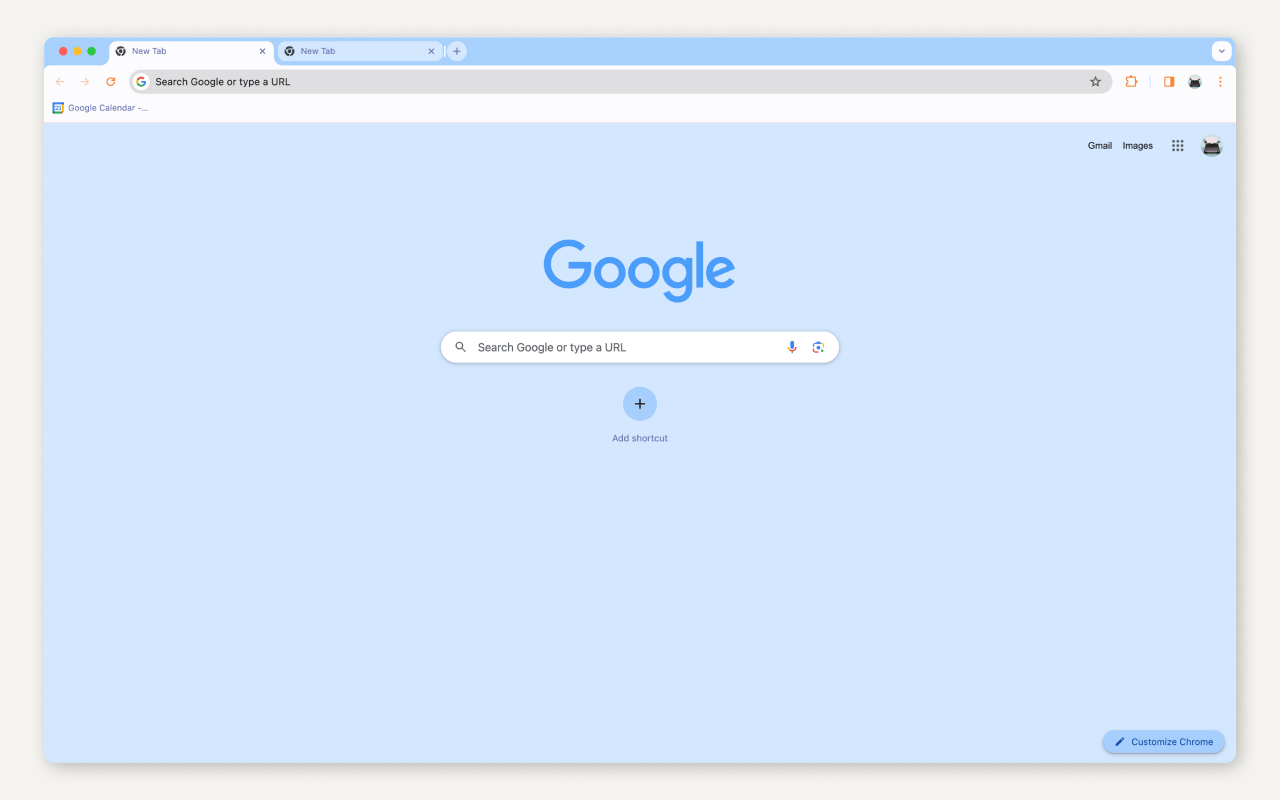 New Tab
New Tab
Search Google or type a URL
Google Calendar -...
Gmail Images
Google
Search Google or type a URL
Add shortcut
Customize Chrome